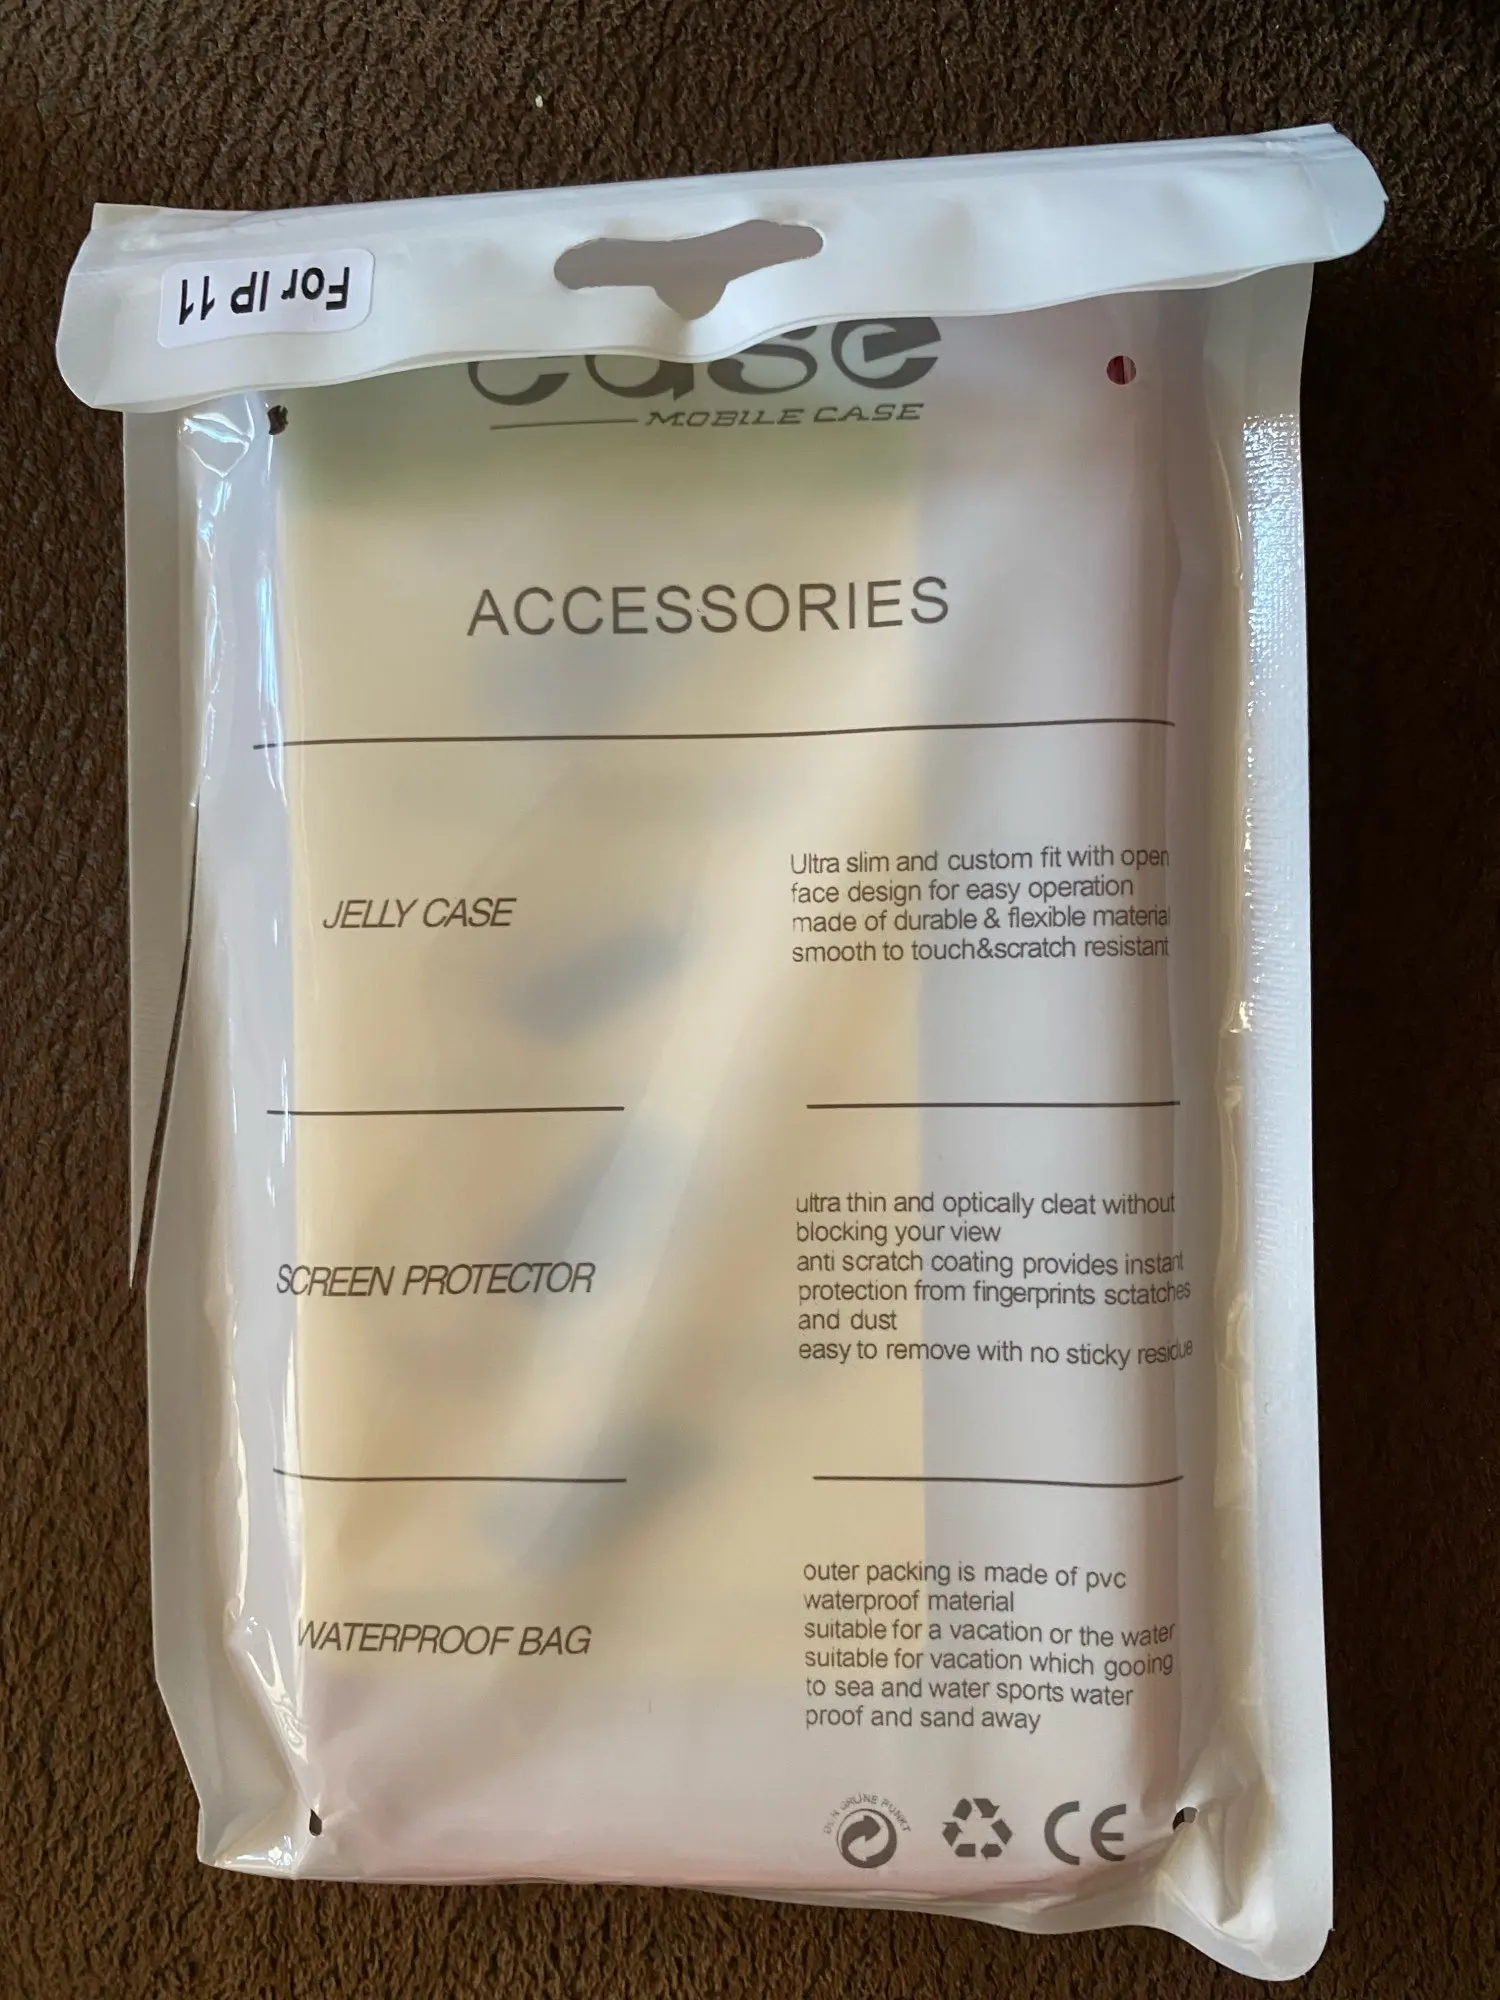 For IP 11
case
MOBILE CASE
ACCESSORIES
JELLY CASE
Ultra slim and custom fit with open
face design for easy operation
made of durable & flexible material
smooth to touch&scratch resistant
SCREEN PROTECTOR
ultra thin and optically cleat without
blocking your view
anti scratch coating provides instant
protection from fingerprints sctatches
and dust
easy to remove with no sticky residue
WATERPROOF BAG
outer packing is made of pvc
waterproof material
suitable for a vacation or the water
suitable for vacation which gooing
to sea and water sports water
proof and sand away
DER GRÜNE PUNKT
CE